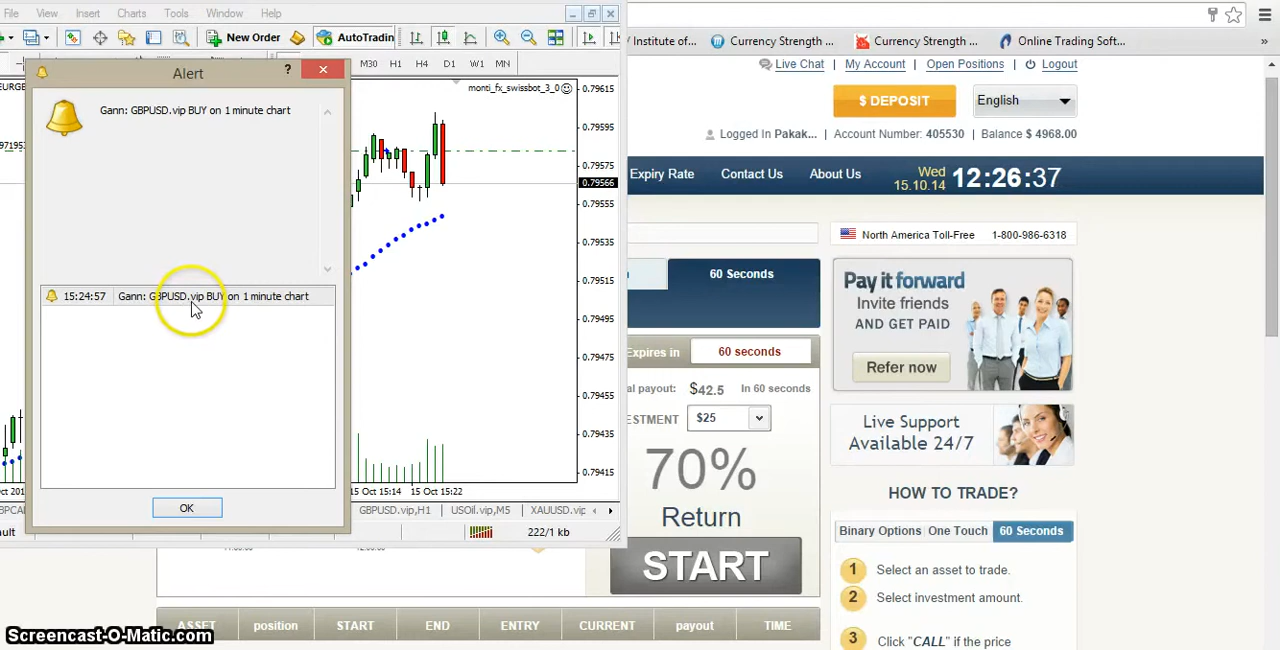 File View Insert Charts Tools Window Help
New Order AutoTradin
M30 H1 H4 D1 W1 MN
Alert
?
Gann: GBPUSD.vip BUY on 1 minute chart
15:24:57 Gann: GBPUSD.vip BUY on 1 minute chart
OK
monti_fx_swissbot_3_0
0.79615
0.79595
0.79575
0.79566
0.79555
0.79535
0.79515
0.79495
0.79475
0.79455
0.79435
0.79415
15 Oct 15:14 15 Oct 15:22
GBPUSD.vip,H1 USOil.vip,M5 XAUUSD.vip
222/1 kb
Institute of... Currency Strength ... Currency Strength ... Online Trading Soft... »
Live Chat My Account Open Positions Logout
$ DEPOSIT English
Logged In Pakak... Account Number: 405530 Balance $ 4968.00
Expiry Rate Contact Us About Us Wed 15.10.14 12:26:37
North America Toll-Free 1-800-986-6318
60 Seconds
Expires in 60 seconds
payout: $42.5 In 60 seconds
$25
70%
Return
START
Pay it forward
Invite friends
AND GET PAID
Refer now
Live Support
Available 24/7
HOW TO TRADE?
Binary Options One Touch 60 Seconds
1 Select an asset to trade.
2 Select investment amount.
3 Click "CALL" if the price
ASSET position START END ENTRY CURRENT payout TIME
Screencast-O-Matic.com